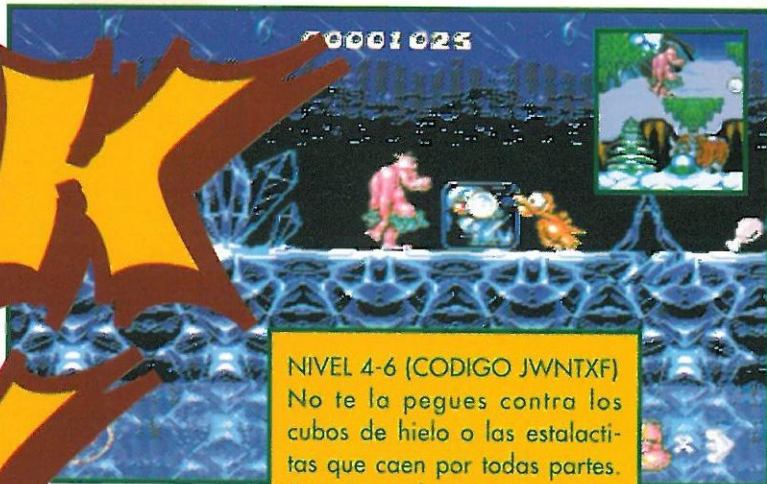 00001025
K
NIVEL 4-6 (CODIGO JWNTXF)
No te la pegues contra los
cubos de hielo o las estalacti-
tas que caen por todas partes.